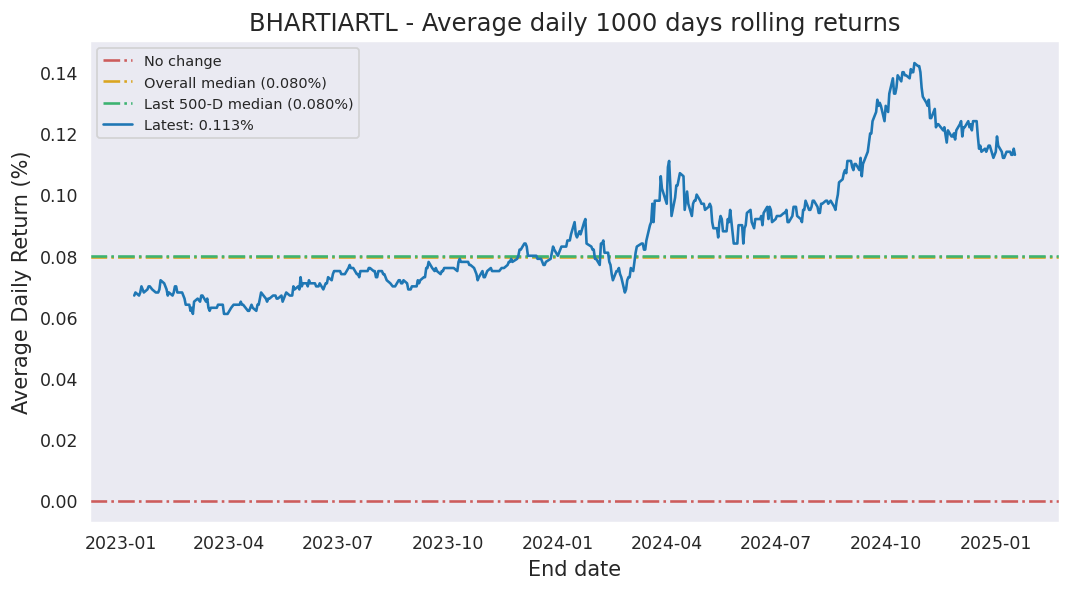 BHARTIARTL - Average daily 1000 days rolling returns
No change
Overall median (0.080%)
Last 500-D median (0.080%)
Latest: 0.113%
Average Daily Return (%)
0.14
0.12
0.10
0.08
0.06
0.04
0.02
0.00
2023-01 2023-04 2023-07 2023-10 2024-01 2024-04 2024-07 2024-10 2025-01
End date